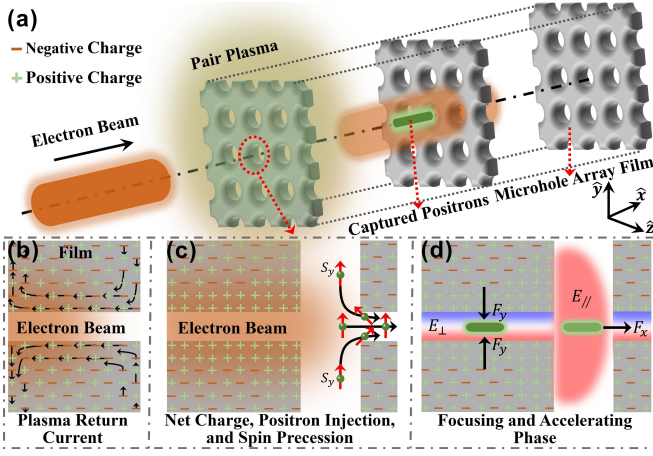 (a)
− Negative Charge
+ Positive Charge
Pair Plasma
Electron Beam
Captured Positrons
Microhole Array Film
ŷ
x̂
ẑ
(b)
Film
Electron Beam
Plasma Return
Current
(c)
S_y
Electron Beam
S_y
Net Charge, Positron Injection,
and Spin Precession
(d)
E_//
F_y
E_⊥
F_x
F_y
Focusing and Accelerating
Phase